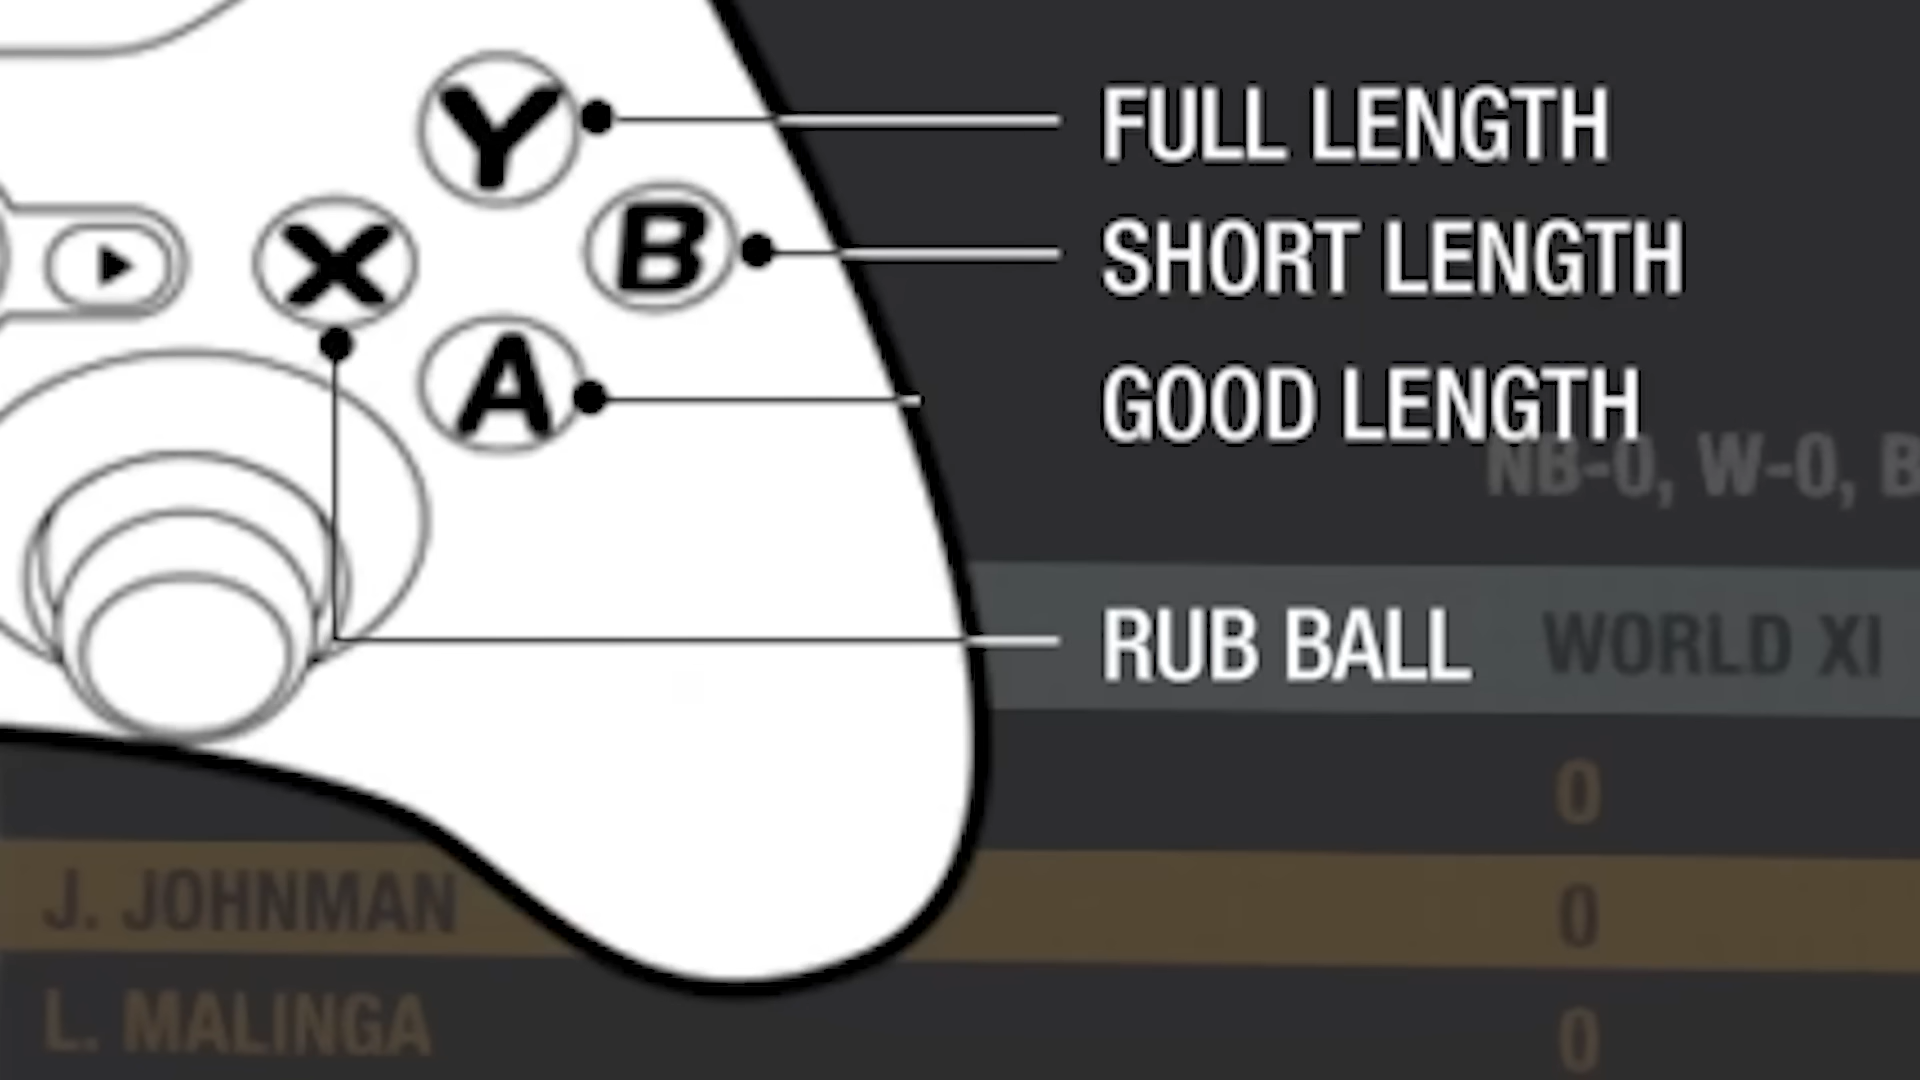 Y
FULL LENGTH
B
SHORT LENGTH
X
A
GOOD LENGTH
NB-0, W-0, B
RUB BALL
WORLD XI
0
J. JOHNMAN
0
L. MALINGA
0